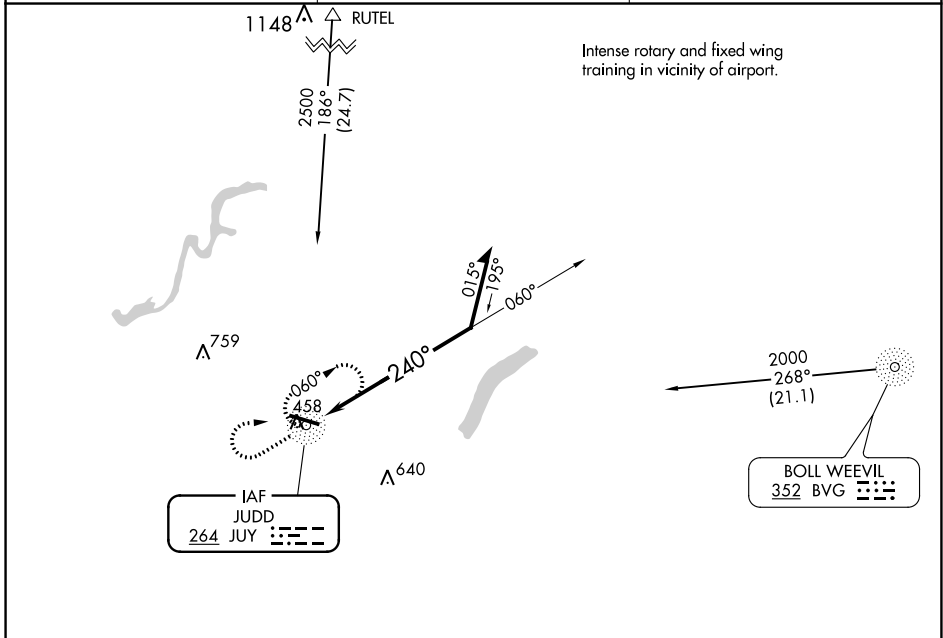 1148
RUTEL
Intense rotary and fixed wing
training in vicinity of airport.
2500
186°
(24.7)
015°
195°
060°
759
240°
060°
458
2000
268°
(21.1)
640
BOLL WEEVIL
352 BVG
IAF
JUDD
264 JUY